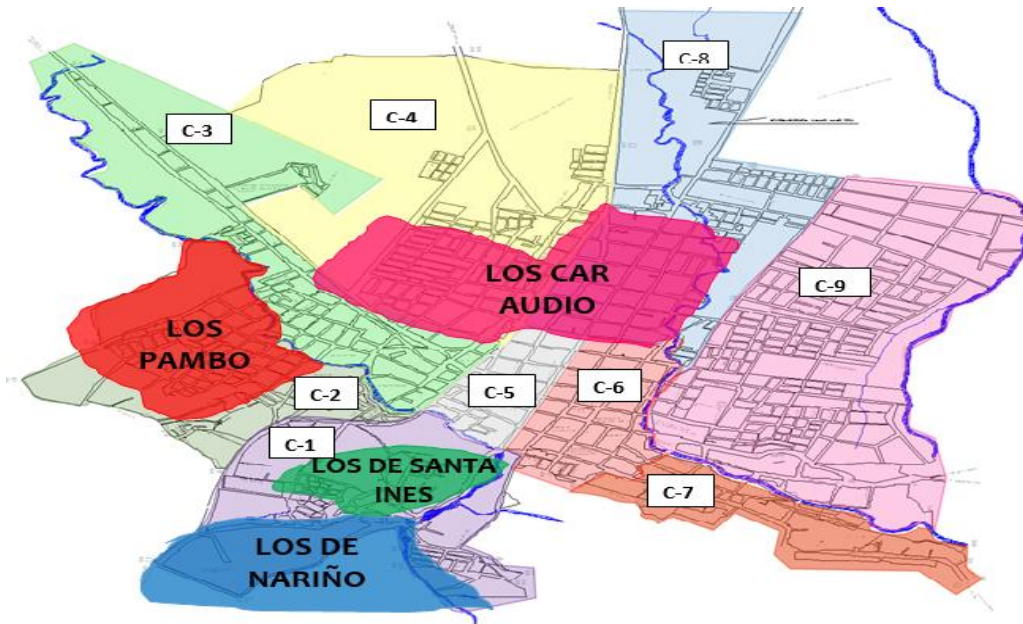 C-8
C-3
C-4
LOS CAR
AUDIO
C-9
LOS
PAMBO
C-2
C-5
C-6
C-1
LOS DE SANTA
INES
C-7
LOS DE
NARIÑO